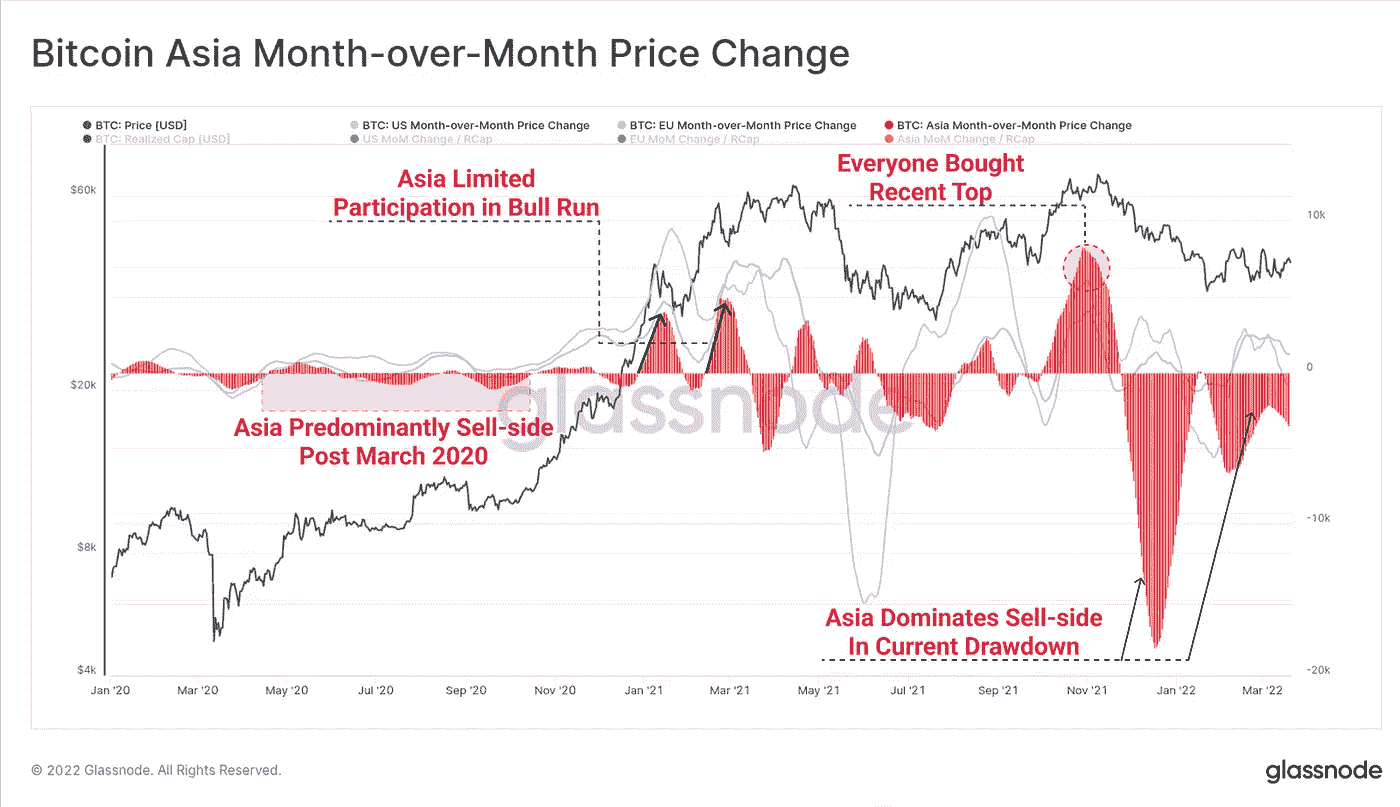 Bitcoin Asia Month-over-Month Price Change
BTC: Price [USD] BTC: US Month-over-Month Price Change BTC: EU Month-over-Month Price Change BTC: Asia Month-over-Month Price Change
BTC: Realized Cap [USD] US MoM Change / RCap EU MoM Change / RCap Asia MoM Change / RCap
Everyone Bought
Recent Top
Asia Limited
Participation in Bull Run
$60k
10k
0
$20k
glassnode
Asia Predominantly Sell-side
Post March 2020
-10k
$8k
Asia Dominates Sell-side
In Current Drawdown
$4k
-20k
Jan '20 Mar '20 May '20 Jul '20 Sep '20 Nov '20 Jan '21 Mar '21 May '21 Jul '21 Sep '21 Nov '21 Jan '22 Mar '22
© 2022 Glassnode. All Rights Reserved.
glassnode